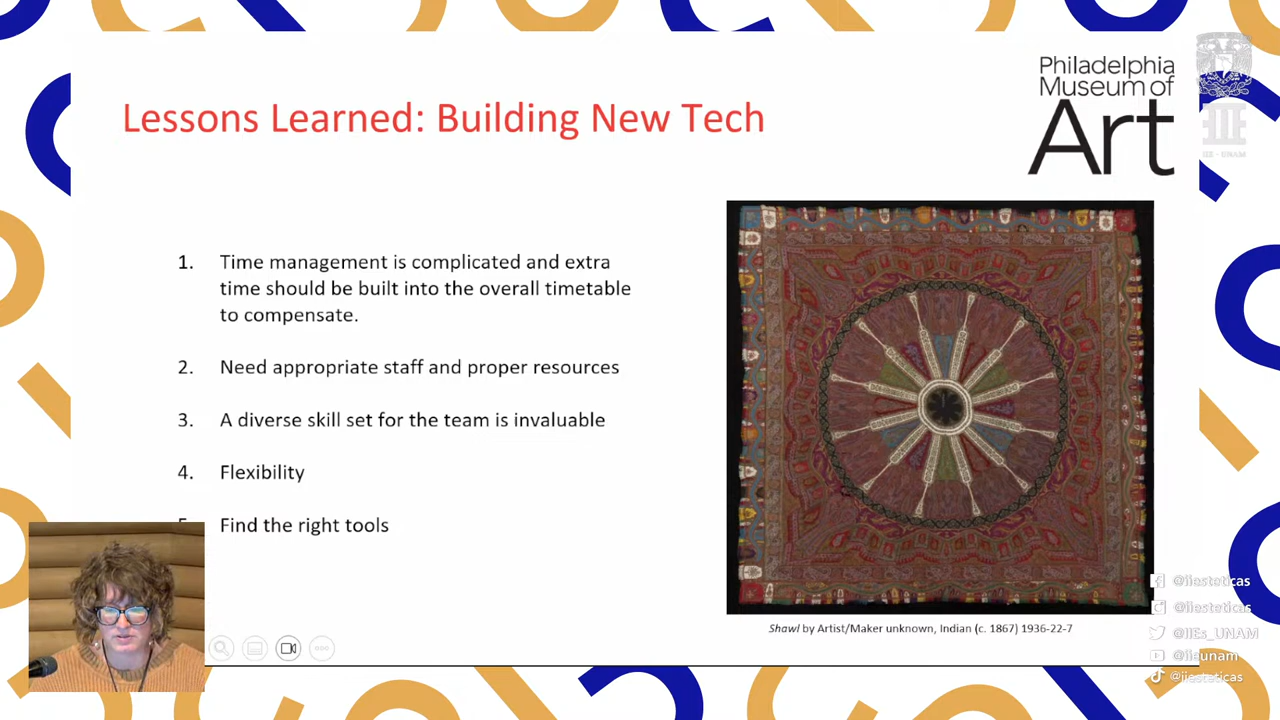 Philadelphia
Museum of
Art
Lessons Learned: Building New Tech
IIE - UNAM
1. Time management is complicated and extra
time should be built into the overall timetable
to compensate.
2. Need appropriate staff and proper resources
3. A diverse skill set for the team is invaluable
4. Flexibility
Find the right tools
Shawl by Artist/Maker unknown, Indian (c. 1867) 1936-22-7
@iiesteticas
@iiesteticas
@IIEs_UNAM
@iieunam
@iiesteticas